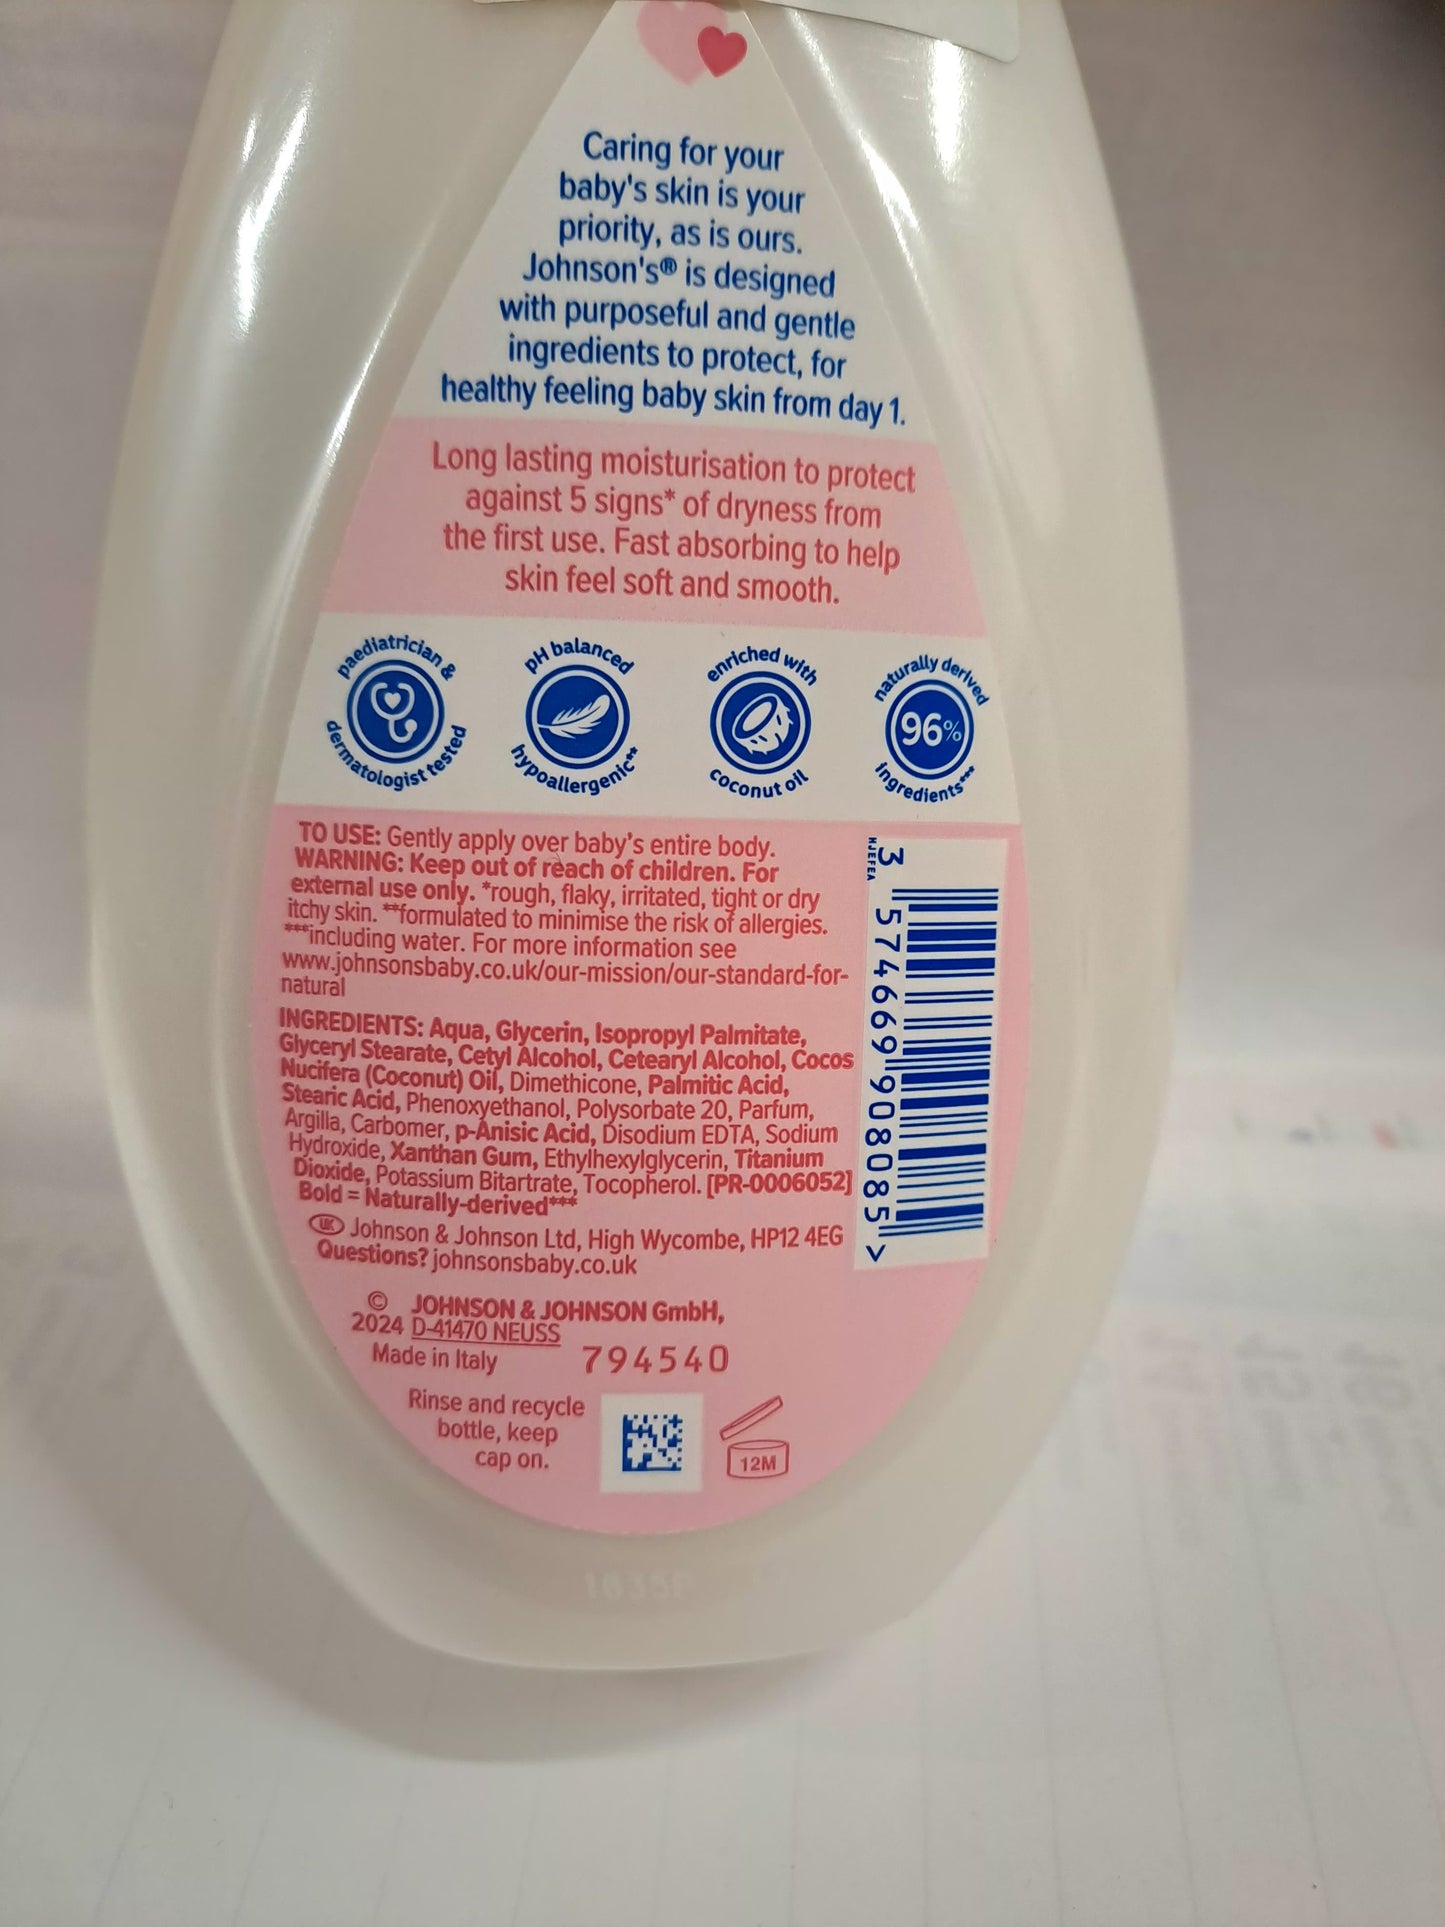 Caring for your
baby's skin is your
priority, as is ours.
Johnson's® is designed
with purposeful and gentle
ingredients to protect, for
healthy feeling baby skin from day 1.
Long lasting moisturisation to protect
against 5 signs* of dryness from
the first use. Fast absorbing to help
skin feel soft and smooth.
paediatrician &
dermatologist tested
pH balanced
hypoallergenic**
enriched with
coconut oil
naturally derived
96%
ingredients***
TO USE: Gently apply over baby's entire body.
WARNING: Keep out of reach of children. For
external use only. *rough, flaky, irritated, tight or dry
itchy skin. **formulated to minimise the risk of allergies.
***including water. For more information see
www.johnsonsbaby.co.uk/our-mission/our-standard-for-
natural
INGREDIENTS: Aqua, Glycerin, Isopropyl Palmitate,
Glyceryl Stearate, Cetyl Alcohol, Cetearyl Alcohol, Cocos
Nucifera (Coconut) Oil, Dimethicone, Palmitic Acid,
Stearic Acid, Phenoxyethanol, Polysorbate 20, Parfum,
Argilla, Carbomer, p-Anisic Acid, Disodium EDTA, Sodium
Hydroxide, Xanthan Gum, Ethylhexylglycerin, Titanium
Dioxide, Potassium Bitartrate, Tocopherol. [PR-0006052]
Bold = Naturally-derived***
UK Johnson & Johnson Ltd, High Wycombe, HP12 4EG
Questions? johnsonsbaby.co.uk
HJEFEA
3 574669 908085 >
© JOHNSON & JOHNSON GmbH,
2024 D-41470 NEUSS
Made in Italy
794540
Rinse and recycle
bottle, keep
cap on.
12M